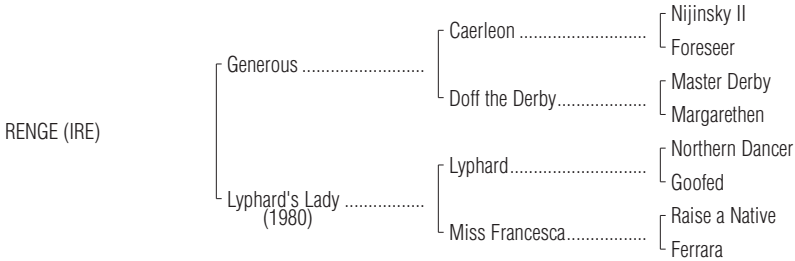 Nijinsky II
Caerleon ................................
Foreseer
Generous ...............................
Master Derby
Doff the Derby.......................
Margarethen
RENGE (IRE)
Northern Dancer
Lyphard...................................
Goofed
Lyphard's Lady ....................
(1980)
Raise a Native
Miss Francesca....................
Ferrara